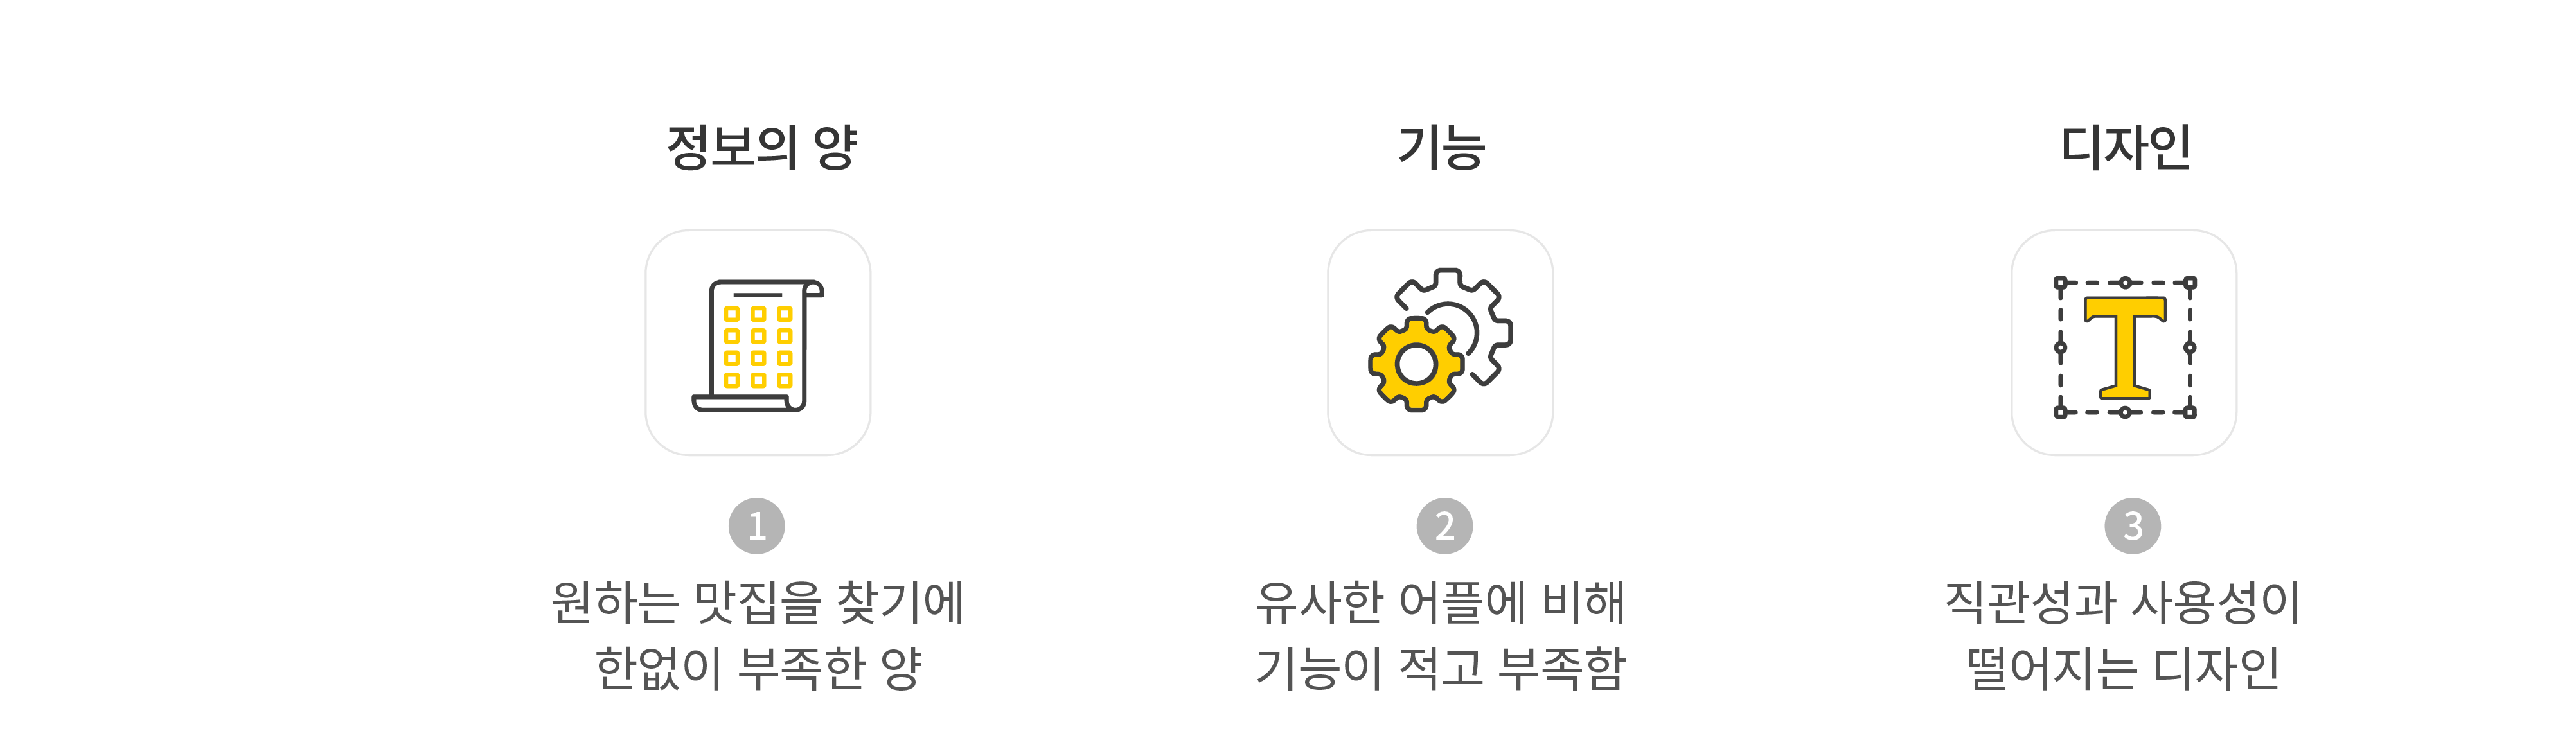 정보의 양
기능
디자인
T
1
2
3
원하는 맛집을 찾기에
한없이 부족한 양
유사한 어플에 비해
기능이 적고 부족함
직관성과 사용성이
떨어지는 디자인